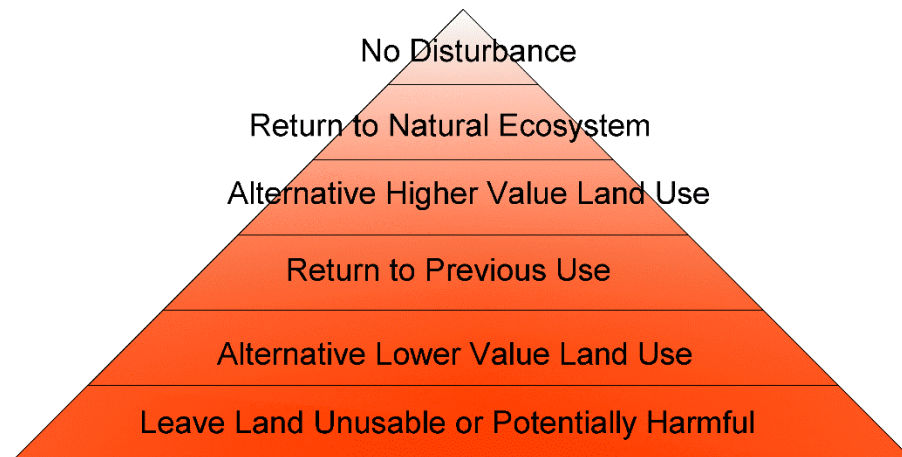 No Disturbance
Return to Natural Ecosystem
Alternative Higher Value Land Use
Return to Previous Use
Alternative Lower Value Land Use
Leave Land Unusable or Potentially Harmful